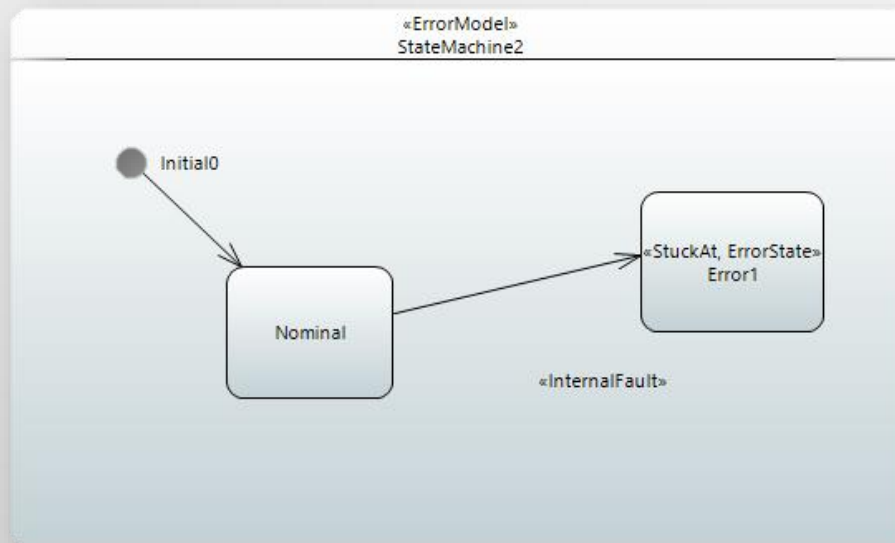 «ErrorModel»
StateMachine2
Initial0
«StuckAt, ErrorState»
Error1
Nominal
«InternalFault»